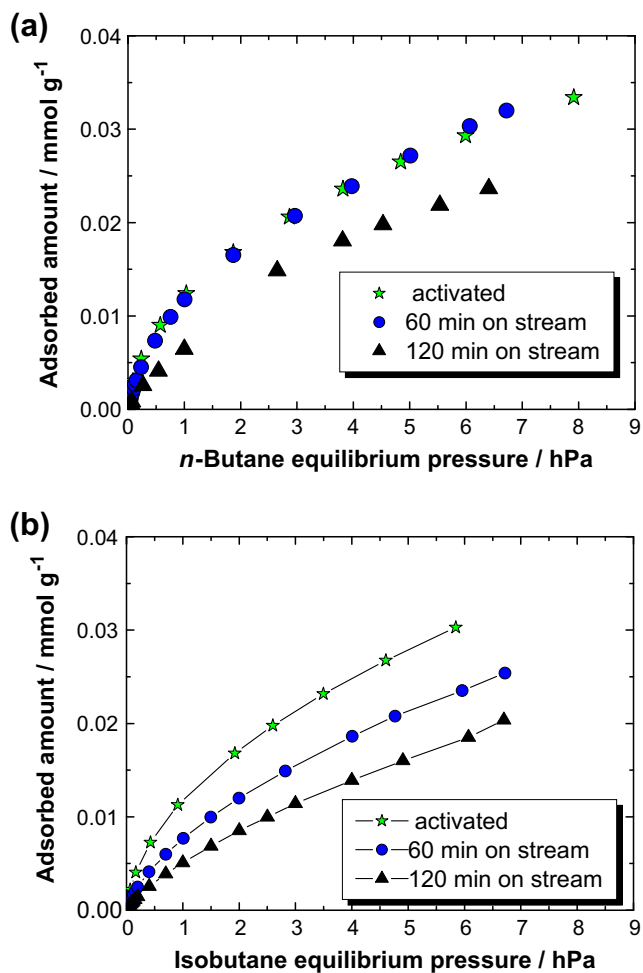 (a)
0.04
0.03
0.02
0.01
0.00
Adsorbed amount / mmol g⁻¹
activated
60 min on stream
120 min on stream
0 1 2 3 4 5 6 7 8 9
n-Butane equilibrium pressure / hPa
(b)
0.04
0.03
0.02
0.01
0.00
Adsorbed amount / mmol g⁻¹
activated
60 min on stream
120 min on stream
0 1 2 3 4 5 6 7 8 9
Isobutane equilibrium pressure / hPa